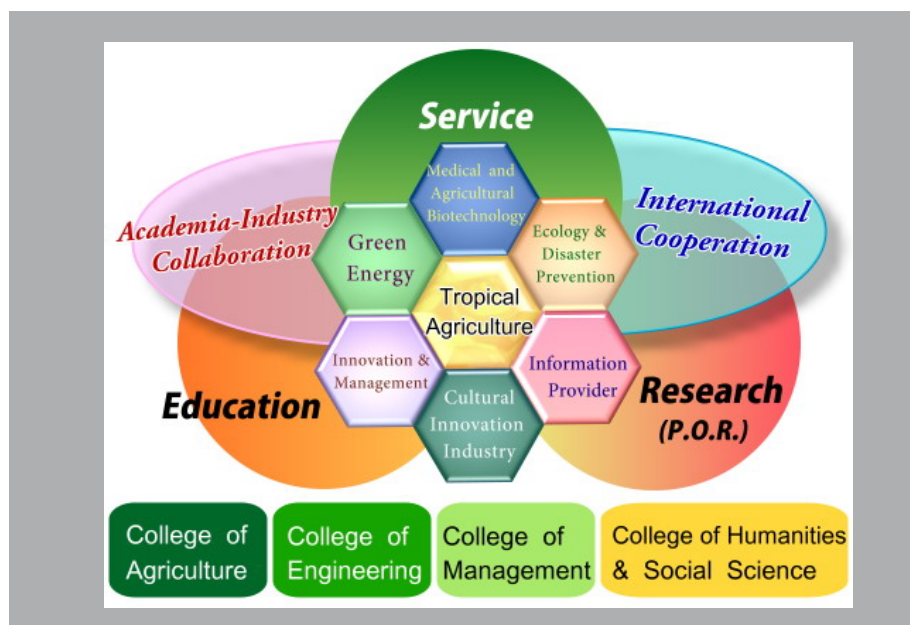 Service
Medical and
Agricultural
Biotechnology
Academia-Industry
Collaboration
International
Cooperation
Green
Energy
Ecology &
Disaster
Prevention
Tropical
Agriculture
Innovation &
Management
Information
Provider
Education
Cultural
Innovation
Industry
Research
(P.O.R.)
College of
Agriculture
College of
Engineering
College of
Management
College of Humanities
& Social Science